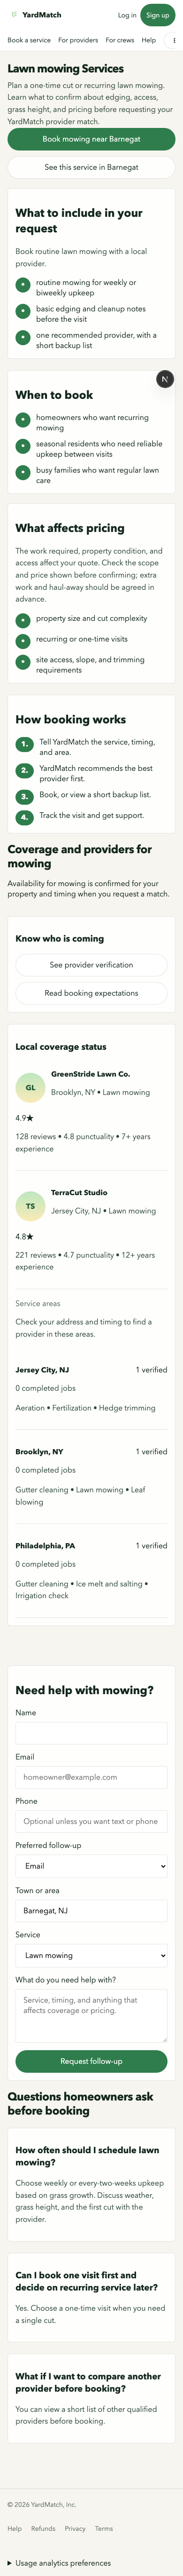 YardMatch
Log in
Sign up
Book a service
For providers
For crews
Help
Lawn mowing Services
Plan a one-time cut or recurring lawn mowing.
Learn what to confirm about edging, access,
grass height, and pricing before requesting your
YardMatch provider match.
Book mowing near Barnegat
See this service in Barnegat
What to include in your
request
Book routine lawn mowing with a local
provider.
routine mowing for weekly or
biweekly upkeep
basic edging and cleanup notes
before the visit
one recommended provider, with a
short backup list
N
When to book
homeowners who want recurring
mowing
seasonal residents who need reliable
upkeep between visits
busy families who want regular lawn
care
What affects pricing
The work required, property condition, and
access affect your quote. Check the scope
and price shown before confirming; extra
work and haul-away should be agreed in
advance.
property size and cut complexity
recurring or one-time visits
site access, slope, and trimming
requirements
How booking works
1. Tell YardMatch the service, timing,
and area.
2. YardMatch recommends the best
provider first.
3. Book, or view a short backup list.
4. Track the visit and get support.
Coverage and providers for
mowing
Availability for mowing is confirmed for your
property and timing when you request a match.
Know who is coming
See provider verification
Read booking expectations
Local coverage status
GL
GreenStride Lawn Co.
Brooklyn, NY • Lawn mowing
4.9★
128 reviews • 4.8 punctuality • 7+ years
experience
TS
TerraCut Studio
Jersey City, NJ • Lawn mowing
4.8★
221 reviews • 4.7 punctuality • 12+ years
experience
Service areas
Check your address and timing to find a
provider in these areas.
Jersey City, NJ
1 verified
0 completed jobs
Aeration • Fertilization • Hedge trimming
Brooklyn, NY
1 verified
0 completed jobs
Gutter cleaning • Lawn mowing • Leaf
blowing
Philadelphia, PA
1 verified
0 completed jobs
Gutter cleaning • Ice melt and salting •
Irrigation check
Need help with mowing?
Name
Email
homeowner@example.com
Phone
Optional unless you want text or phone
Preferred follow-up
Email
Town or area
Barnegat, NJ
Service
Lawn mowing
What do you need help with?
Service, timing, and anything that
affects coverage or pricing.
Request follow-up
Questions homeowners ask
before booking
How often should I schedule lawn
mowing?
Choose weekly or every-two-weeks upkeep
based on grass growth. Discuss weather,
grass height, and the first cut with the
provider.
Can I book one visit first and
decide on recurring service later?
Yes. Choose a one-time visit when you need
a single cut.
What if I want to compare another
provider before booking?
You can view a short list of other qualified
providers before booking.
© 2026 YardMatch, Inc.
Help
Refunds
Privacy
Terms
Usage analytics preferences